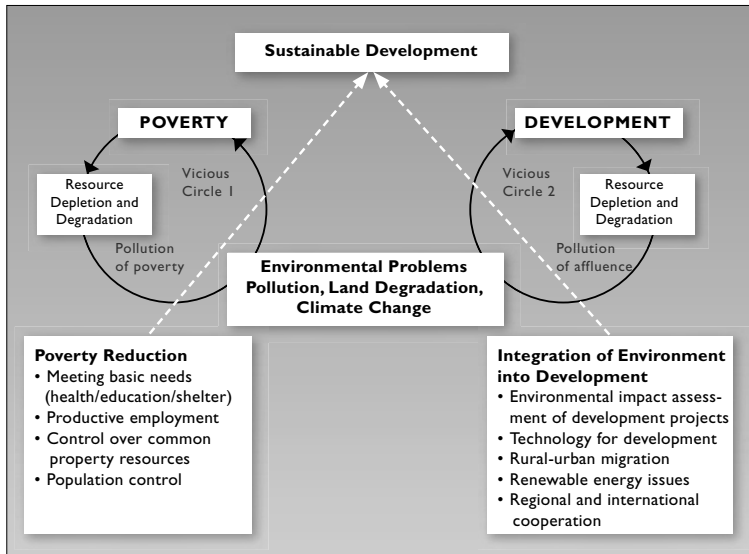 Sustainable Development
POVERTY
DEVELOPMENT
Vicious
Circle 1
Vicious
Circle 2
Resource
Depletion and
Degradation
Resource
Depletion and
Degradation
Pollution
of poverty
Pollution
of affluence
Environmental Problems
Pollution, Land Degradation,
Climate Change
Poverty Reduction
• Meeting basic needs
(health/education/shelter)
• Productive employment
• Control over common
property resources
• Population control
Integration of Environment
into Development
• Environmental impact assess-
ment of development projects
• Technology for development
• Rural-urban migration
• Renewable energy issues
• Regional and international
cooperation